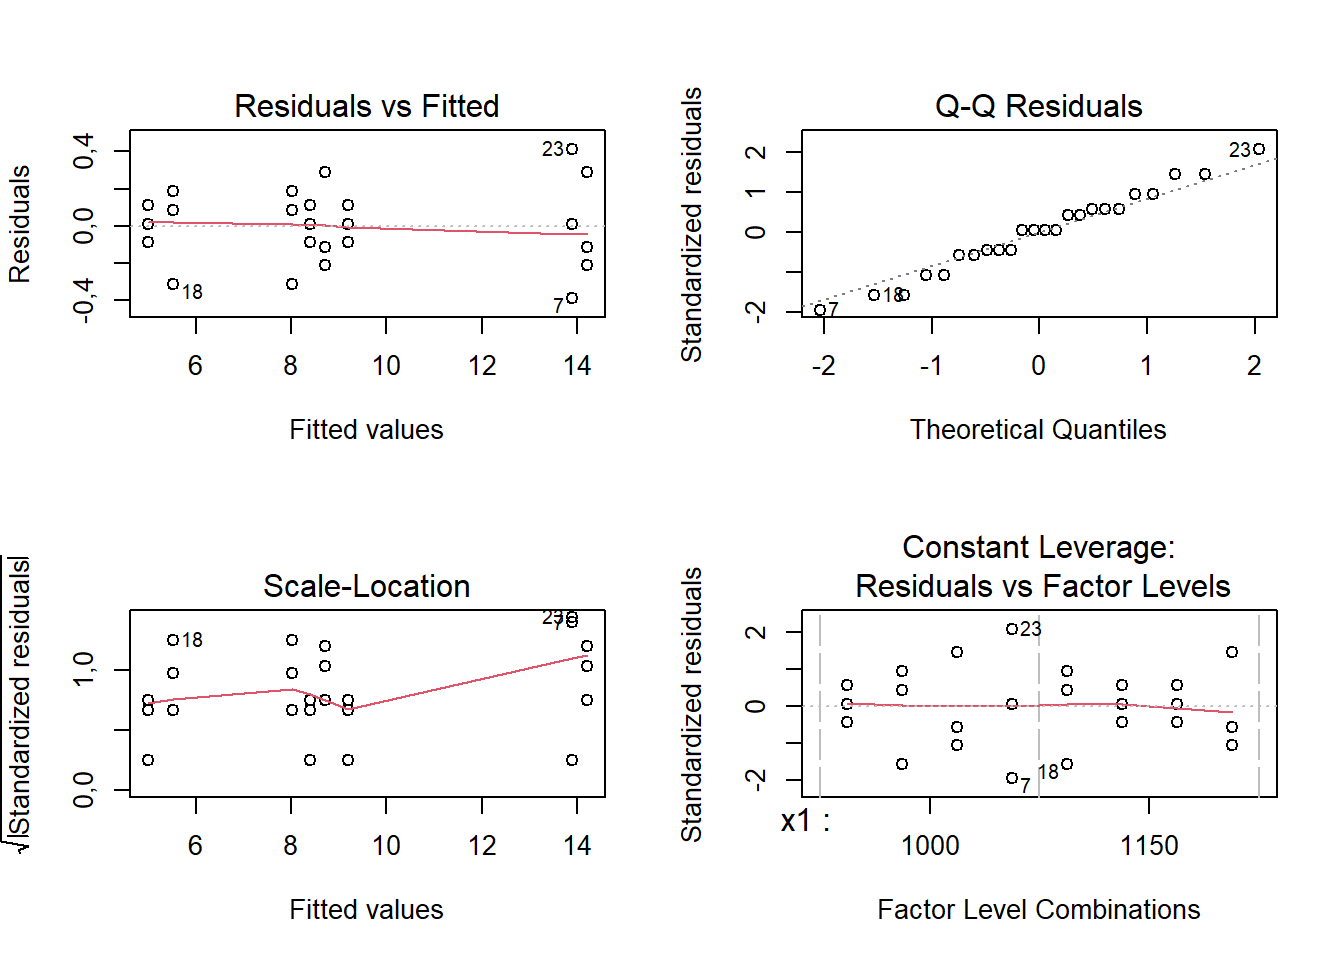 Residuals vs Fitted
Residuals
0,4
0,0
-0,4
23
18
7
6 8 10 12 14
Fitted values
Q-Q Residuals
Standardized residuals
2
1
0
-2
23
18
7
-2 -1 0 1 2
Theoretical Quantiles
Scale-Location
√|Standardized residuals|
1,0
0,0
23
7
18
6 8 10 12 14
Fitted values
Constant Leverage:
Residuals vs Factor Levels
Standardized residuals
2
0
-2
23
18
7
x1 :
1000 1150
Factor Level Combinations